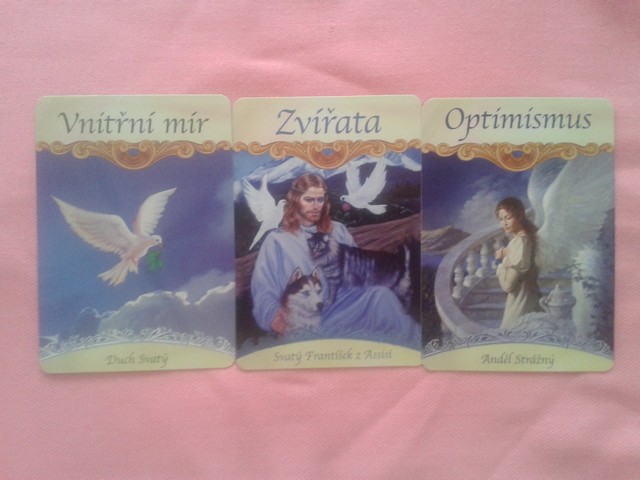 Vnitřní mír
Duch Svatý
Zvířata
Svatý František z Assisi
Optimismus
Anděl Strážný